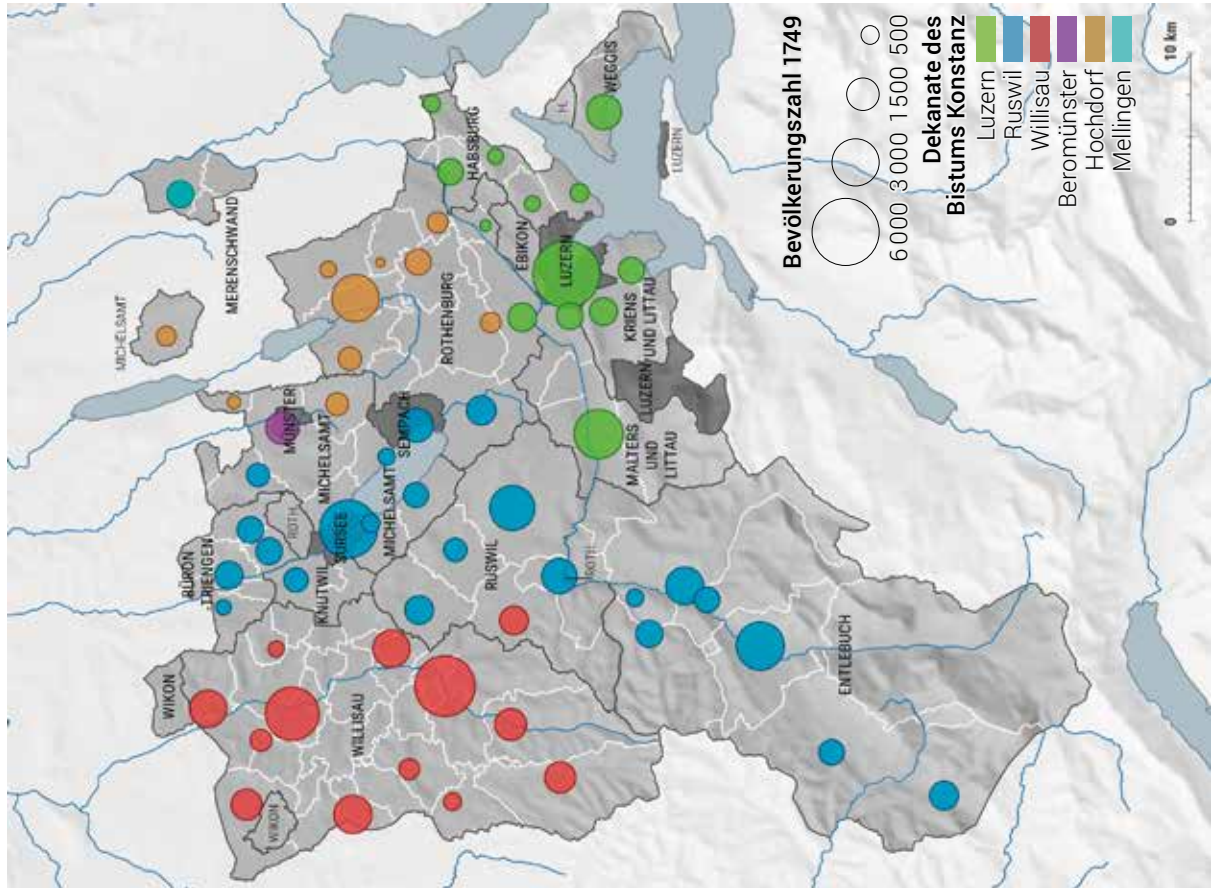 MICHELSAMT
MERENSCHWAND
WIKON
WIKON
BÜRON
-TRIENGEN
ROTH.
MÜNSTER
KNUTWIL
SURSEE
MICHELSAMT
MICHELSAMT
SEMPACH
WILLISAU
ROTHENBURG
HABSBURG
RUSWIL
EBIKON
LUZERN
H.
WEGGIS
ROTH.
MALTERS
UND
LITTAU
LUZERN
KRIENS
UND LITTAU
LUZERN
ENTLEBUCH
Bevölkerungszahl 1749
6 000 3 000 1 500 500
Dekanate des
Bistums Konstanz
Luzern
Ruswil
Willisau
Beromünster
Hochdorf
Mellingen
0 10 km